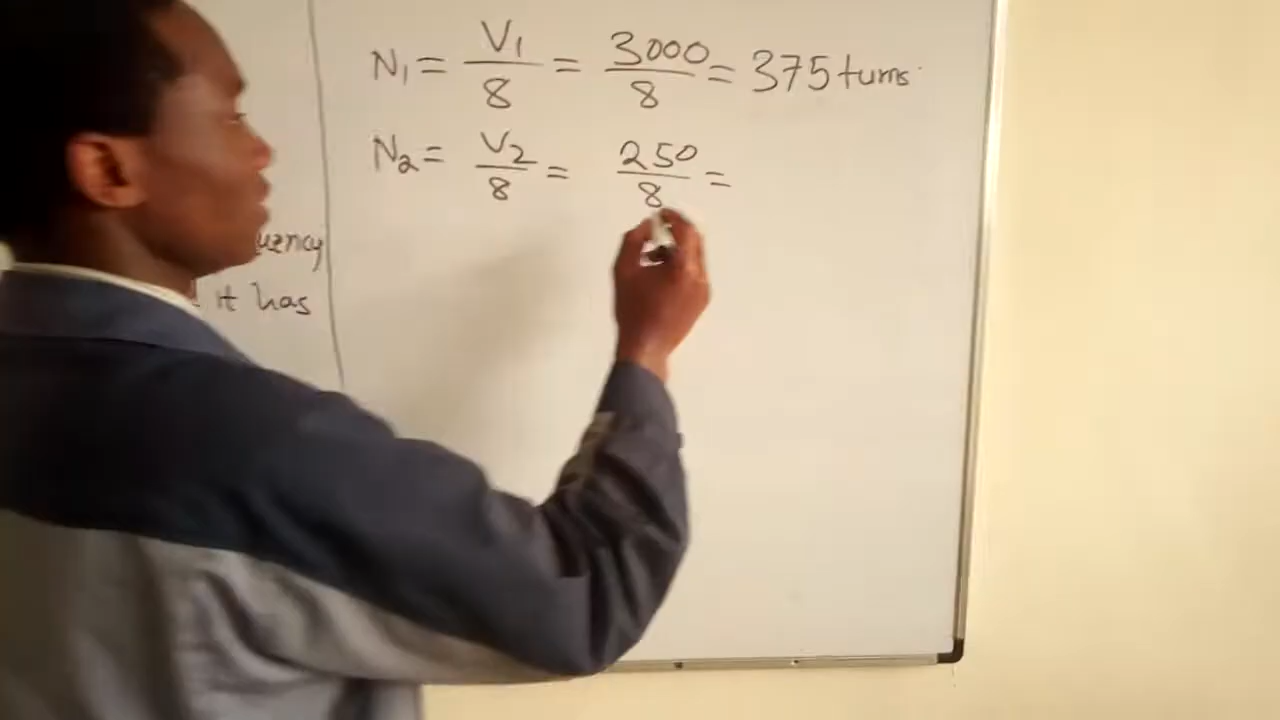 N₁ = V₁/8 = 3000/8 = 375 turns
N₂ = V₂/8 = 250/8 =
it has